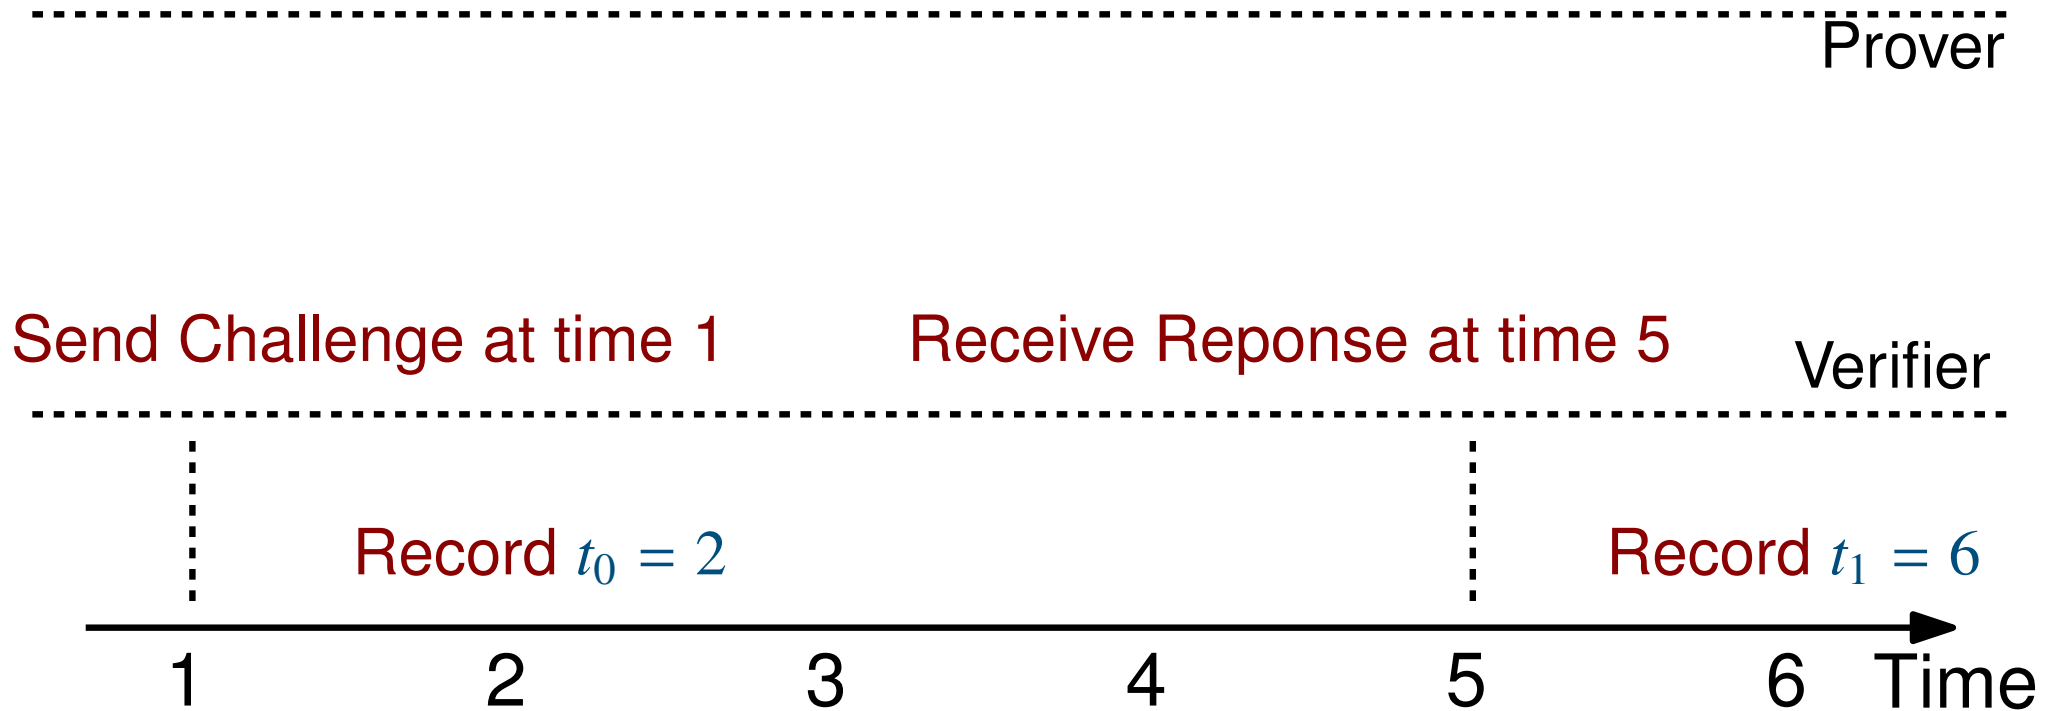 Prover
Send Challenge at time 1
Receive Reponse at time 5
Verifier
Record t₀ = 2
Record t₁ = 6
1 2 3 4 5 6 Time